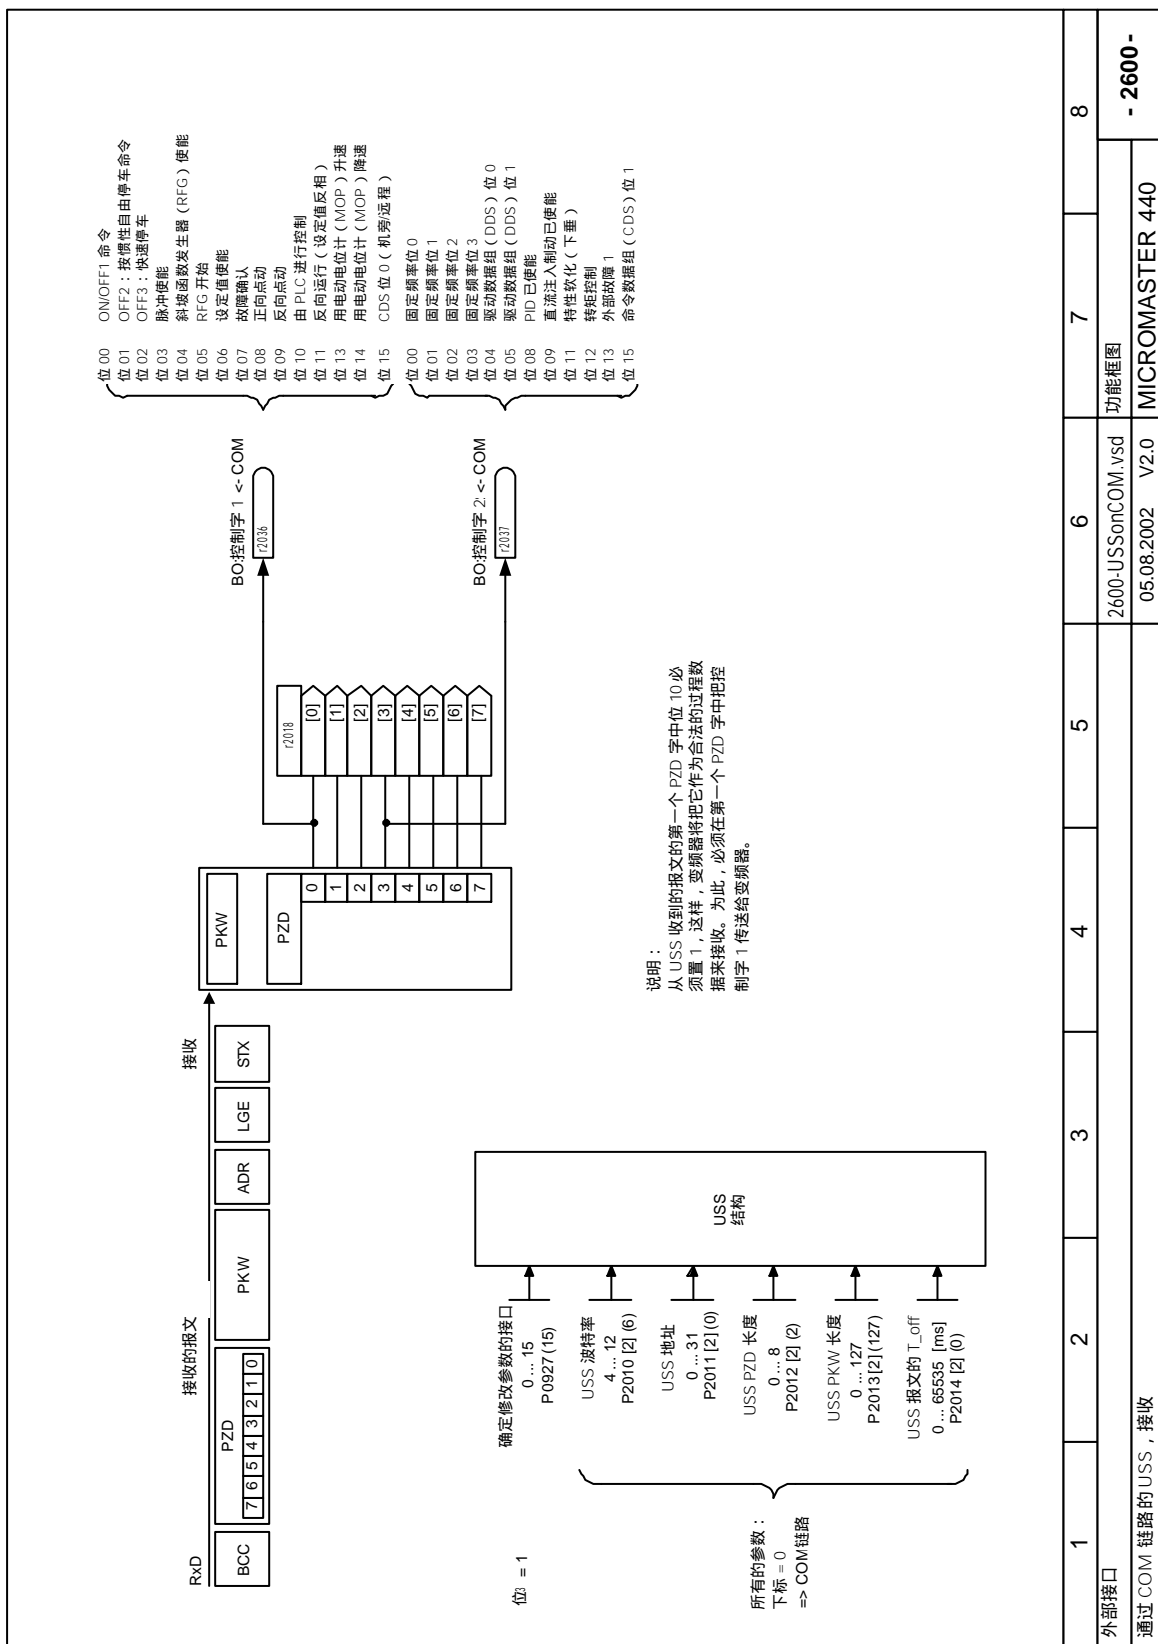 RxD
接收的报文
接收
BCC
PZD
7 6 5 4 3 2 1 0
PKW
ADR
LGE
STX
PKW
PZD
0
1
2
3
4
5
6
7
r2018
[0]
[1]
[2]
[3]
[4]
[5]
[6]
[7]
BO:控制字 1 <- COM
r2036
BO:控制字 2: <- COM
r2037
位 00 ON/OFF1 命令
位 01 OFF2：按惯性自由停车命令
位 02 OFF3：快速停车
位 03 脉冲使能
位 04 斜坡函数发生器（RFG）使能
位 05 RFG 开始
位 06 设定值使能
位 07 故障确认
位 08 正向点动
位 09 反向点动
位 10 由 PLC 进行控制
位 11 反向运行（设定值反相）
位 13 用电动电位计（MOP）升速
位 14 用电动电位计（MOP）降速
位 15 CDS 位 0（机旁/远程）
位 00 固定频率位 0
位 01 固定频率位 1
位 02 固定频率位 2
位 03 固定频率位 3
位 04 驱动数据组（DDS）位 0
位 05 驱动数据组（DDS）位 1
位 08 PID 已使能
位 09 直流注入制动已使能
位 11 特性软化（下垂）
位 12 转矩控制
位 13 外部故障 1
位 15 命令数据组（CDS）位 1
位3 = 1
确定修改参数的接口
0 ... 15
P0927 (15)
USS 波特率
4 ... 12
P2010 [2] (6)
USS 地址
0 ... 31
P2011 [2] (0)
USS PZD 长度
0 ... 8
P2012 [2] (2)
USS PKW 长度
0 ... 127
P2013 [2] (127)
USS 报文的 T_off
0 ... 65535 [ms]
P2014 [2] (0)
USS
结构
所有的参数：
下标 = 0
=> COM链路
说明：
从 USS 收到的报文的第一个 PZD 字中位 10 必
须置 1，这样，变频器将把它作为合法的过程数
据来接收。为此，必须在第一个 PZD 字中把控
制字 1 传送给变频器。
1 2 3 4 5 6 7 8
外部接口
2600-USSonCOM.vsd
功能框图
- 2600 -
通过 COM 链路的 USS，接收
05.08.2002 V2.0
MICROMASTER 440